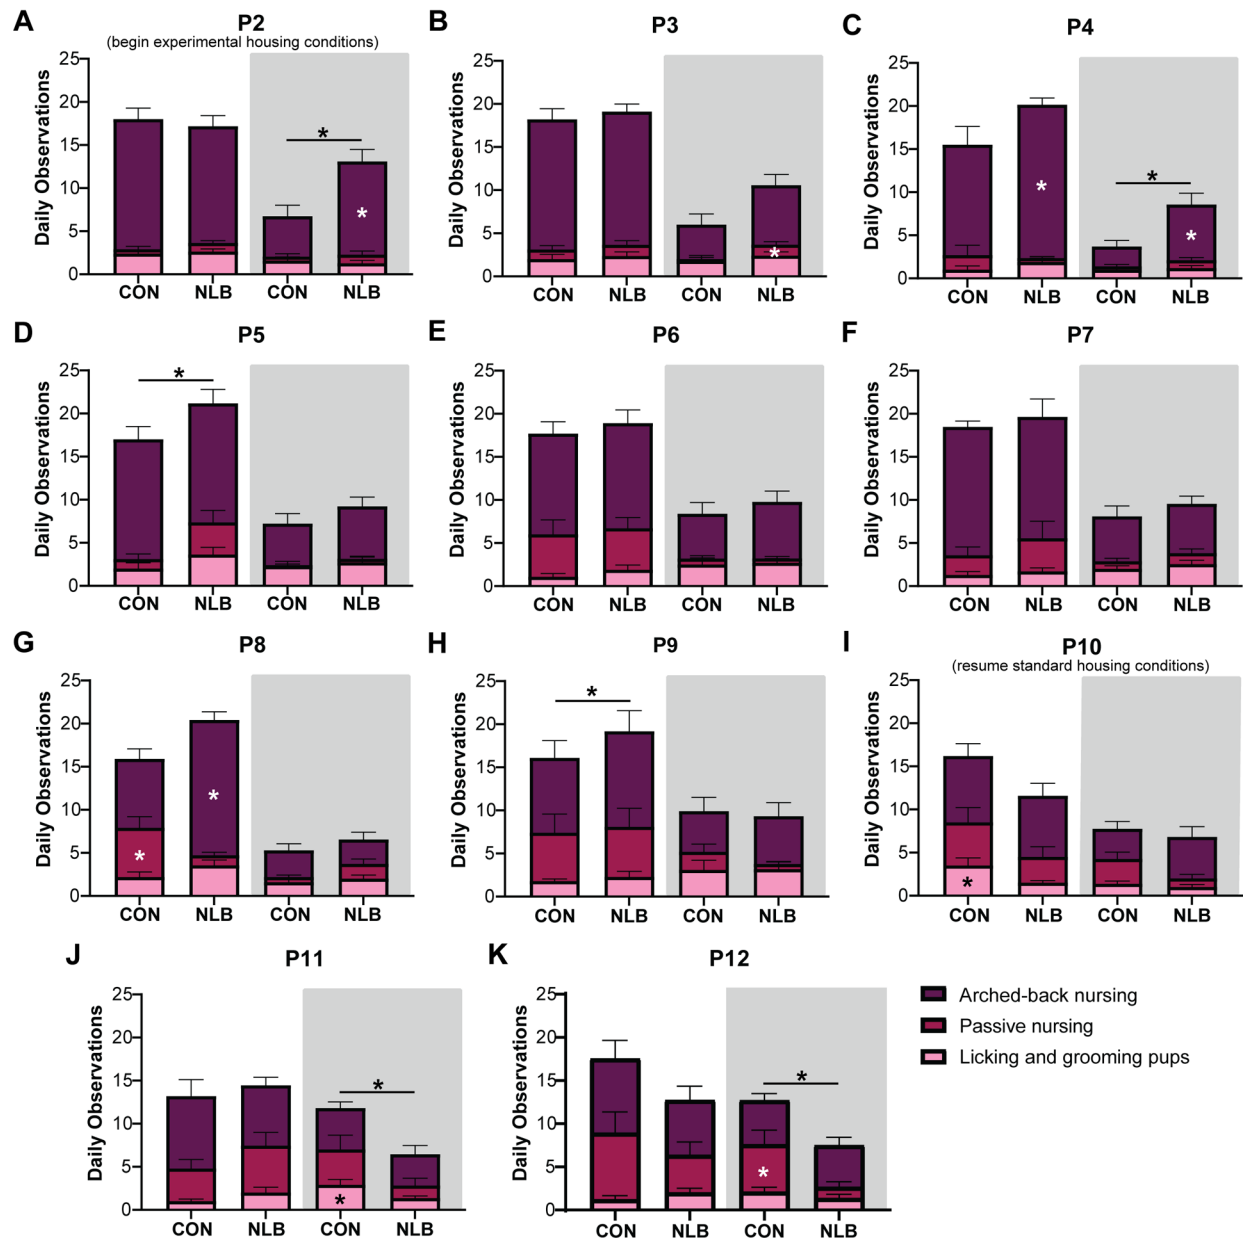 A
P2
(begin experimental housing conditions)
Daily Observations
25
20
15
10
5
0
*
*
CON
NLB
CON
NLB
B
P3
Daily Observations
25
20
15
10
5
0
*
CON
NLB
CON
NLB
C
P4
Daily Observations
25
20
15
10
5
0
*
*
*
CON
NLB
CON
NLB
D
P5
Daily Observations
25
20
15
10
5
0
*
CON
NLB
CON
NLB
E
P6
Daily Observations
25
20
15
10
5
0
CON
NLB
CON
NLB
F
P7
Daily Observations
25
20
15
10
5
0
CON
NLB
CON
NLB
G
P8
Daily Observations
25
20
15
10
5
0
*
*
CON
NLB
CON
NLB
H
P9
Daily Observations
25
20
15
10
5
0
*
CON
NLB
CON
NLB
I
P10
(resume standard housing conditions)
Daily Observations
25
20
15
10
5
0
*
CON
NLB
CON
NLB
J
P11
Daily Observations
25
20
15
10
5
0
*
*
CON
NLB
CON
NLB
K
P12
Daily Observations
25
20
15
10
5
0
*
*
CON
NLB
CON
NLB
Arched-back nursing
Passive nursing
Licking and grooming pups